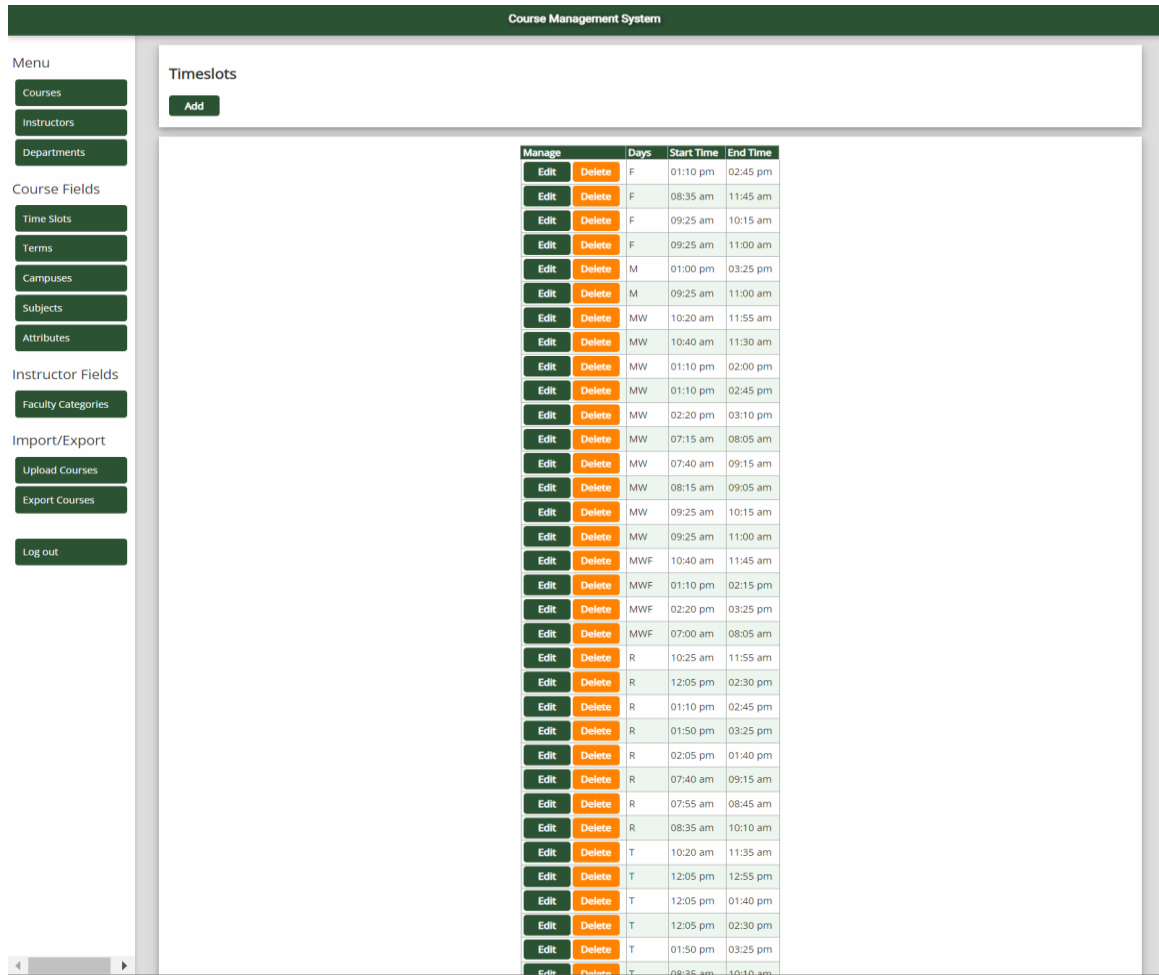 Course Management System
Menu
Courses
Instructors
Departments
Course Fields
Time Slots
Terms
Campuses
Subjects
Attributes
Instructor Fields
Faculty Categories
Import/Export
Upload Courses
Export Courses
Log out
Timeslots
Add
Manage Days Start Time End Time
Edit Delete F 01:10 pm 02:45 pm
Edit Delete F 08:35 am 11:45 am
Edit Delete F 09:25 am 10:15 am
Edit Delete F 09:25 am 11:00 am
Edit Delete M 01:00 pm 03:25 pm
Edit Delete M 09:25 am 11:00 am
Edit Delete MW 10:20 am 11:55 am
Edit Delete MW 10:40 am 11:30 am
Edit Delete MW 01:10 pm 02:00 pm
Edit Delete MW 01:10 pm 02:45 pm
Edit Delete MW 02:20 pm 03:10 pm
Edit Delete MW 07:15 am 08:05 am
Edit Delete MW 07:40 am 09:15 am
Edit Delete MW 08:15 am 09:05 am
Edit Delete MW 09:25 am 10:15 am
Edit Delete MW 09:25 am 11:00 am
Edit Delete MWF 10:40 am 11:45 am
Edit Delete MWF 01:10 pm 02:15 pm
Edit Delete MWF 02:20 pm 03:25 pm
Edit Delete MWF 07:00 am 08:05 am
Edit Delete R 10:25 am 11:55 am
Edit Delete R 12:05 pm 02:30 pm
Edit Delete R 01:10 pm 02:45 pm
Edit Delete R 01:50 pm 03:25 pm
Edit Delete R 02:05 pm 01:40 pm
Edit Delete R 07:40 am 09:15 am
Edit Delete R 07:55 am 08:45 am
Edit Delete R 08:35 am 10:10 am
Edit Delete T 10:20 am 11:35 am
Edit Delete T 12:05 pm 12:55 pm
Edit Delete T 12:05 pm 01:40 pm
Edit Delete T 12:05 pm 02:30 pm
Edit Delete T 01:50 pm 03:25 pm
Edit Delete T 08:35 am 10:10 am